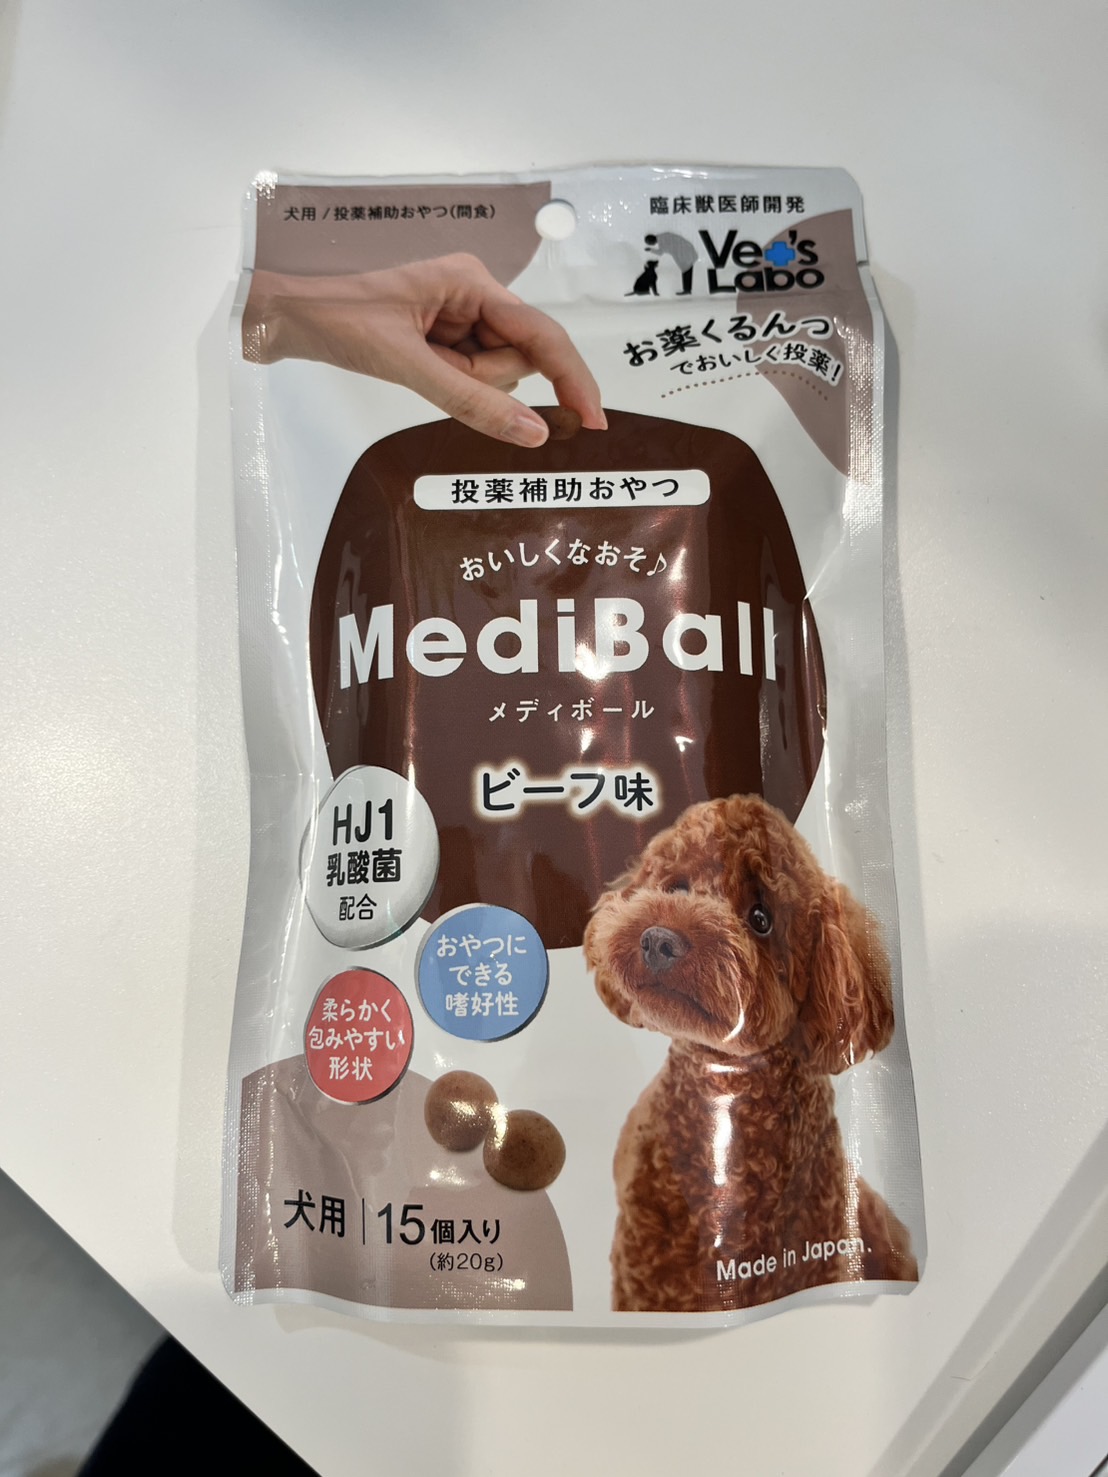 犬用/投薬補助おやつ(間食)
臨床獣医師開発
Vet's
Labo
お薬くるんっ
でおいしく投薬!
投薬補助おやつ
おいしくなおそ♪
MediBall
メディボール
ビーフ味
HJ1
乳酸菌
配合
おやつに
できる
嗜好性
柔らかく
包みやすい
形状
犬用 | 15個入り
(約20g)
Made in Japan.